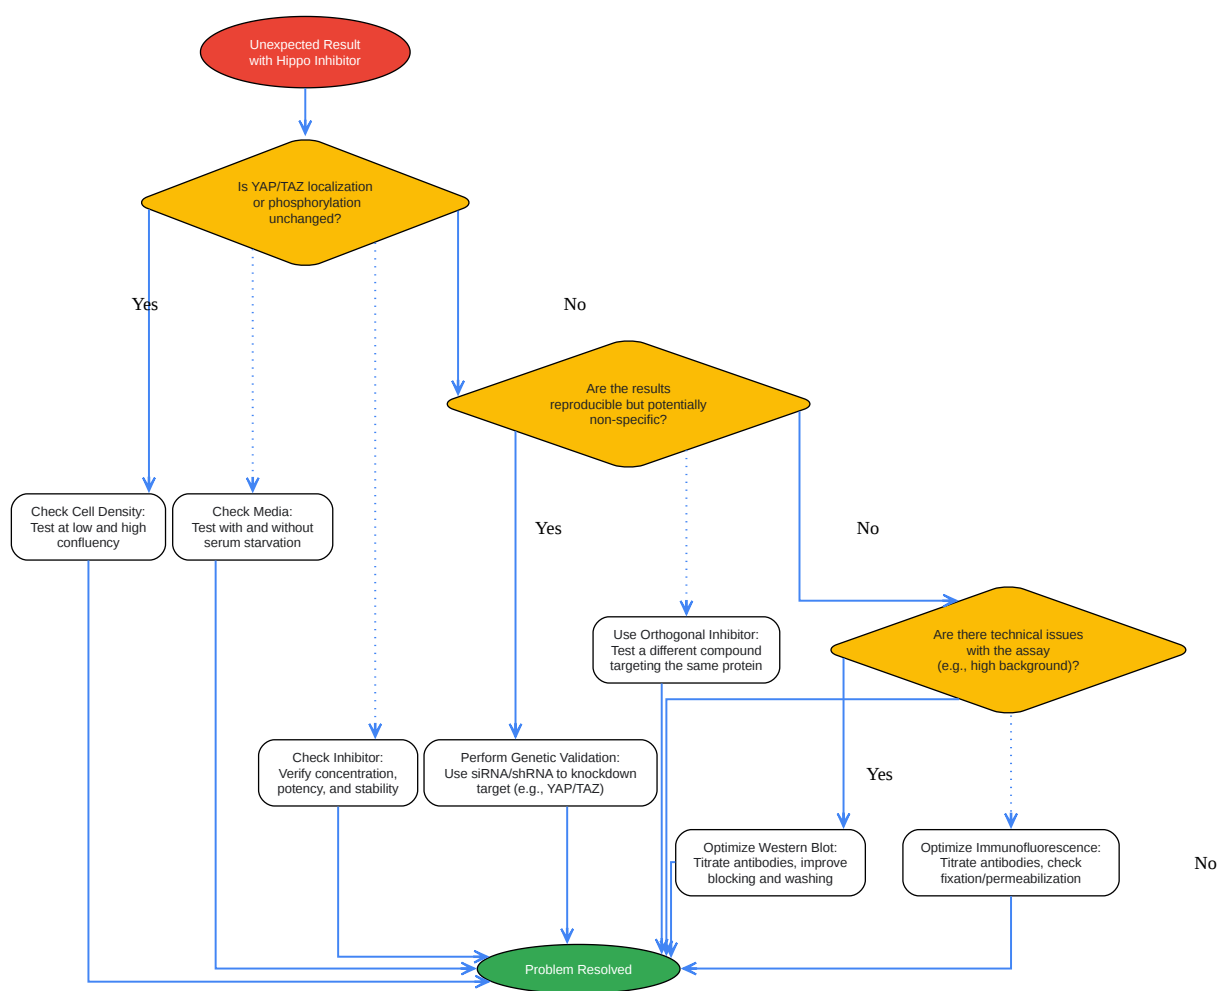 Unexpected Result
with Hippo Inhibitor
Is YAP/TAZ localization
or phosphorylation
unchanged?
Yes
No
Are the results
reproducible but potentially
non-specific?
Check Cell Density:
Test at low and high
confluency
Check Media:
Test with and without
serum starvation
Yes
No
Use Orthogonal Inhibitor:
Test a different compound
targeting the same protein
Are there technical issues
with the assay
(e.g., high background)?
Check Inhibitor:
Verify concentration,
potency, and stability
Perform Genetic Validation:
Use siRNA/shRNA to knockdown
target (e.g., YAP/TAZ)
Yes
Optimize Western Blot:
Titrate antibodies, improve
blocking and washing
Optimize Immunofluorescence:
Titrate antibodies, check
fixation/permeabilization
No
Problem Resolved